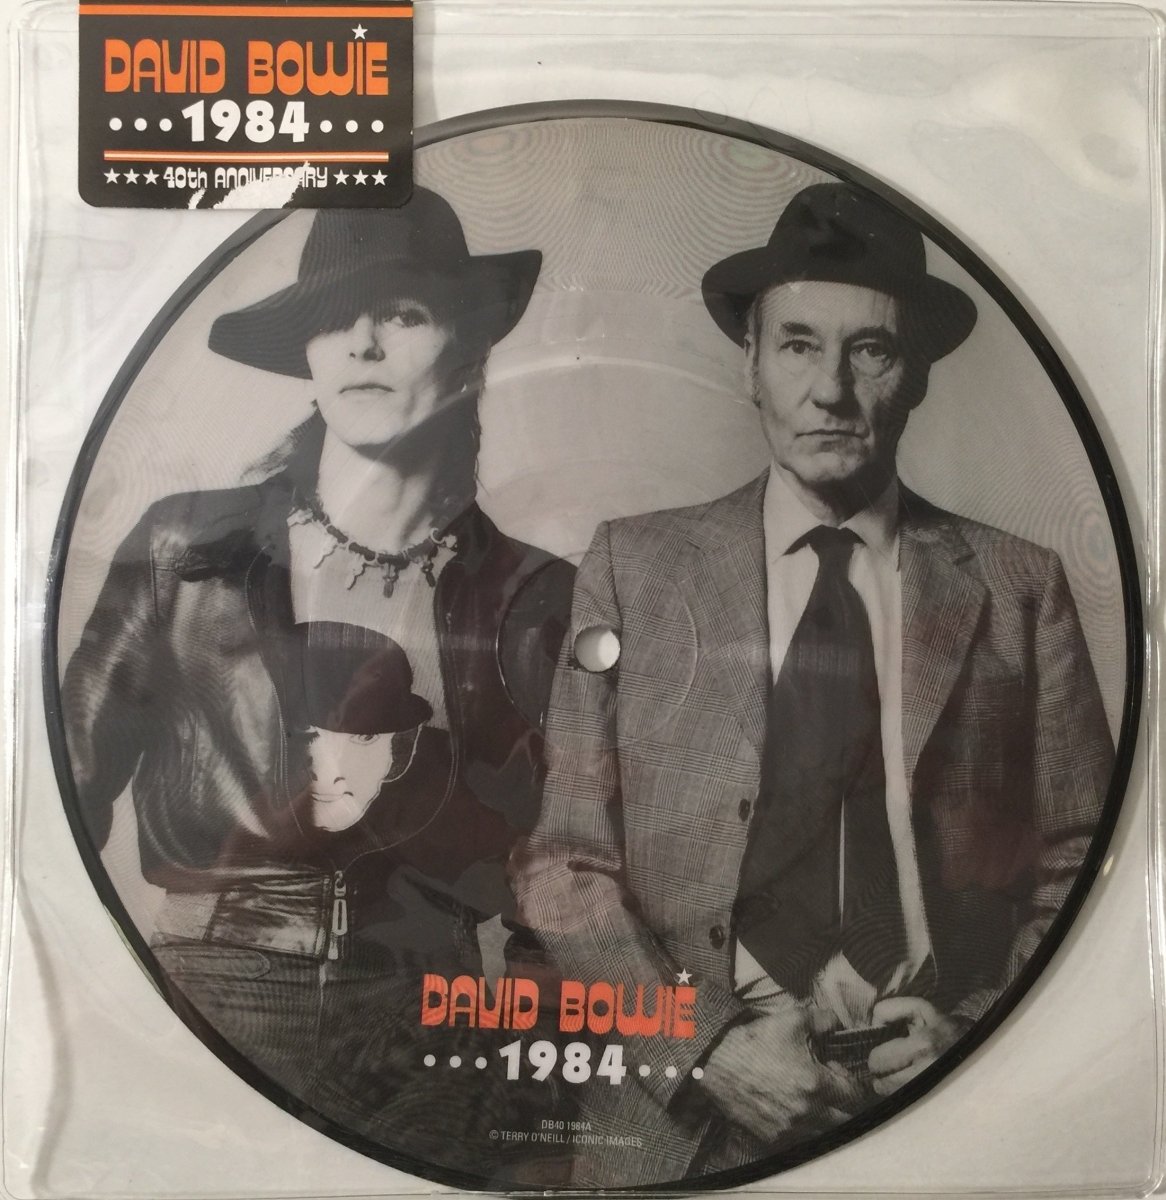 DAVID BOWIE
1984
40th ANNIVERSARY
DAVID BOWIE
1984
DB40 1984A
© TERRY O'NEILL / ICONIC IMAGES